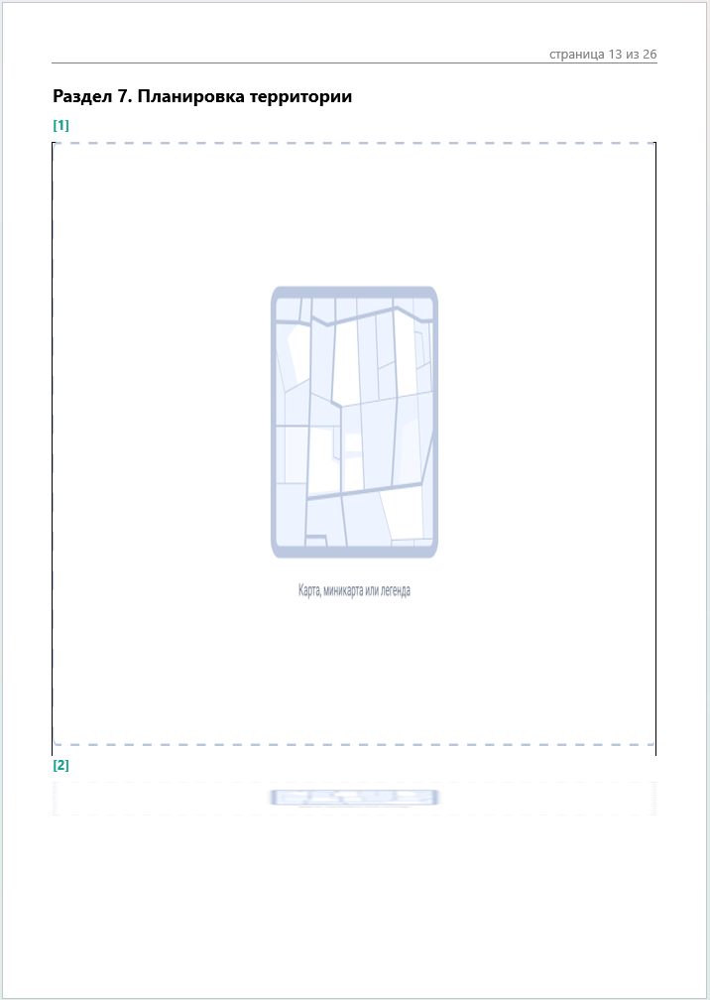 страница 13 из 26
Раздел 7. Планировка территории
[1]
Карта, миникарта или легенда
[2]